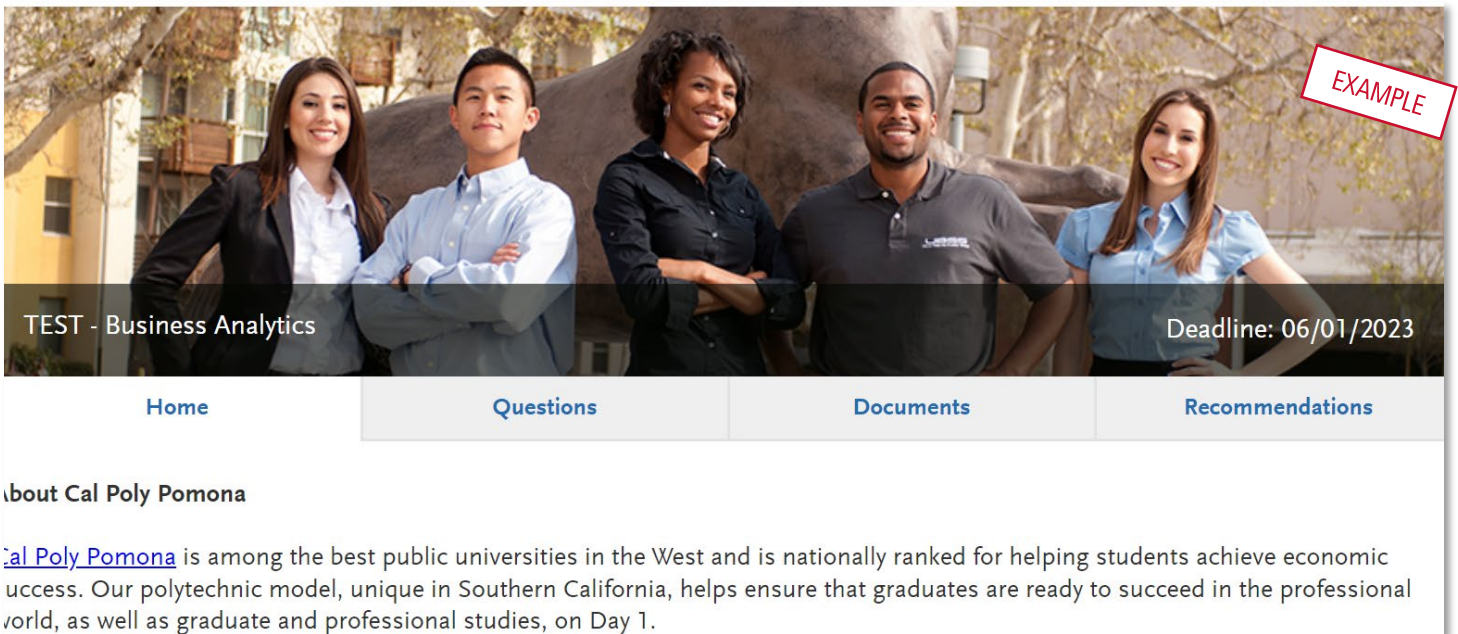 EXAMPLE
TEST - Business Analytics
Deadline: 06/01/2023
Home
Questions
Documents
Recommendations
About Cal Poly Pomona
Cal Poly Pomona is among the best public universities in the West and is nationally ranked for helping students achieve economic
success. Our polytechnic model, unique in Southern California, helps ensure that graduates are ready to succeed in the professional
world, as well as graduate and professional studies, on Day 1.